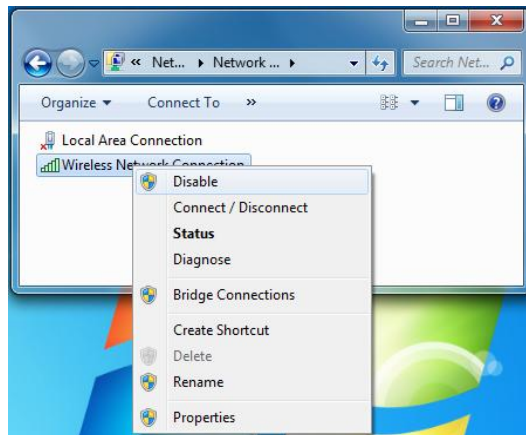 « Net... ▸ Network ... ▸
Search Net...
Organize ▾ Connect To »
Local Area Connection
Wireless Network Connection
Disable
Connect / Disconnect
Status
Diagnose
Bridge Connections
Create Shortcut
Delete
Rename
Properties